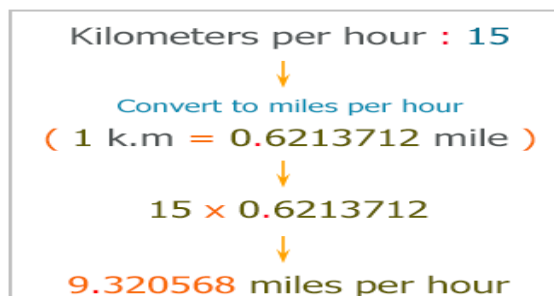 Kilometers per hour : 15
Convert to miles per hour
( 1 k.m = 0.6213712 mile )
15 x 0.6213712
9.320568 miles per hour